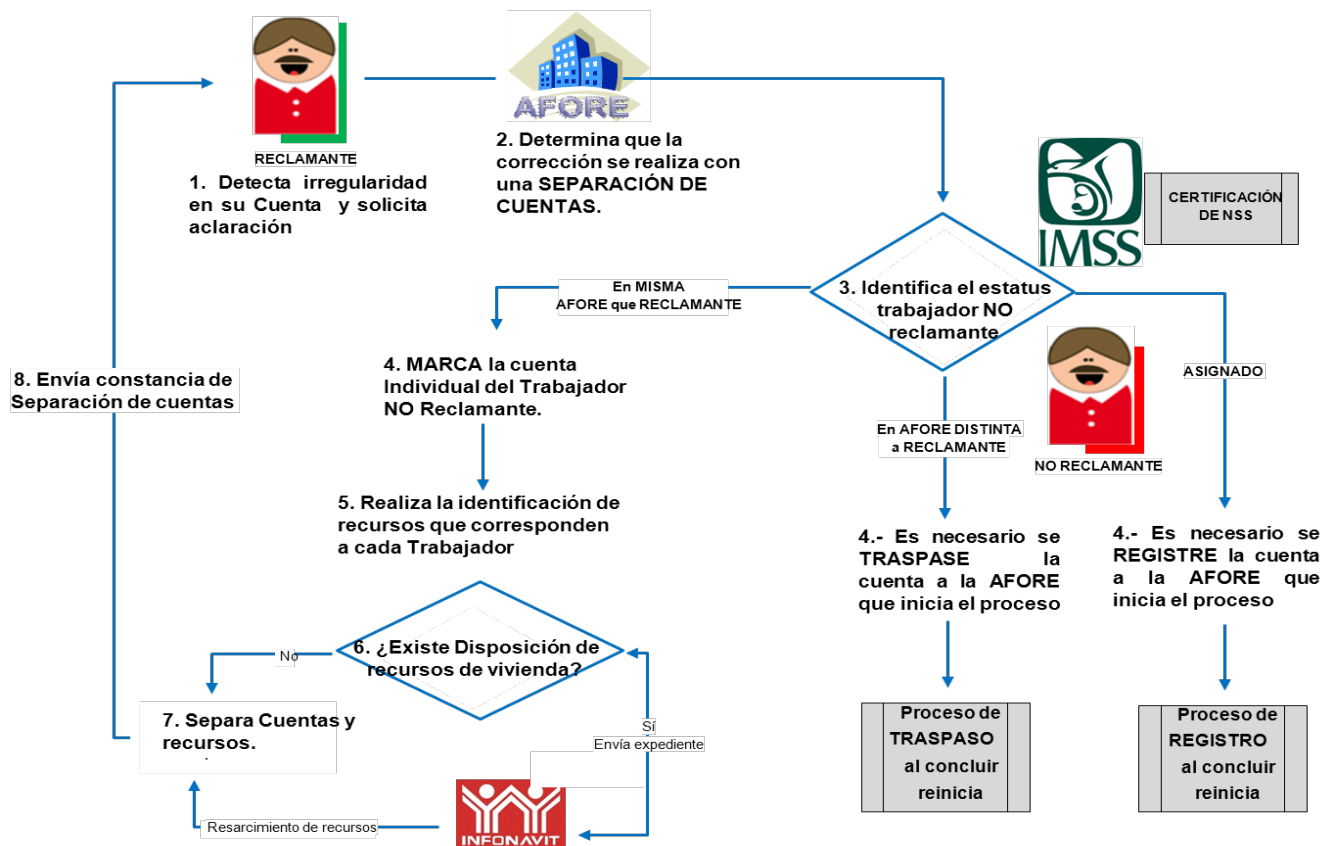 RECLAMANTE
1. Detecta irregularidad
en su Cuenta y solicita
aclaración
AFORE
2. Determina que la
corrección se realiza con
una SEPARACIÓN DE
CUENTAS.
IMSS
CERTIFICACIÓN
DE NSS
3. Identifica el estatus
trabajador NO
reclamante
En MISMA
AFORE que RECLAMANTE
4. MARCA la cuenta
Individual del Trabajador
NO Reclamante.
En AFORE DISTINTA
a RECLAMANTE
NO RECLAMANTE
ASIGNADO
8. Envía constancia de
Separación de cuentas
5. Realiza la identificación de
recursos que corresponden
a cada Trabajador
4.- Es necesario se
TRASPASE la
cuenta a la AFORE
que inicia el proceso
4.- Es necesario se
REGISTRE la cuenta
a la AFORE que
inicia el proceso
6. ¿Existe Disposición de
recursos de vivienda?
No
7. Separa Cuentas y
recursos.
.
Sí
Envía expediente
INFONAVIT
Resarcimiento de recursos
Proceso de
TRASPASO
al concluir
reinicia
Proceso de
REGISTRO
al concluir
reinicia